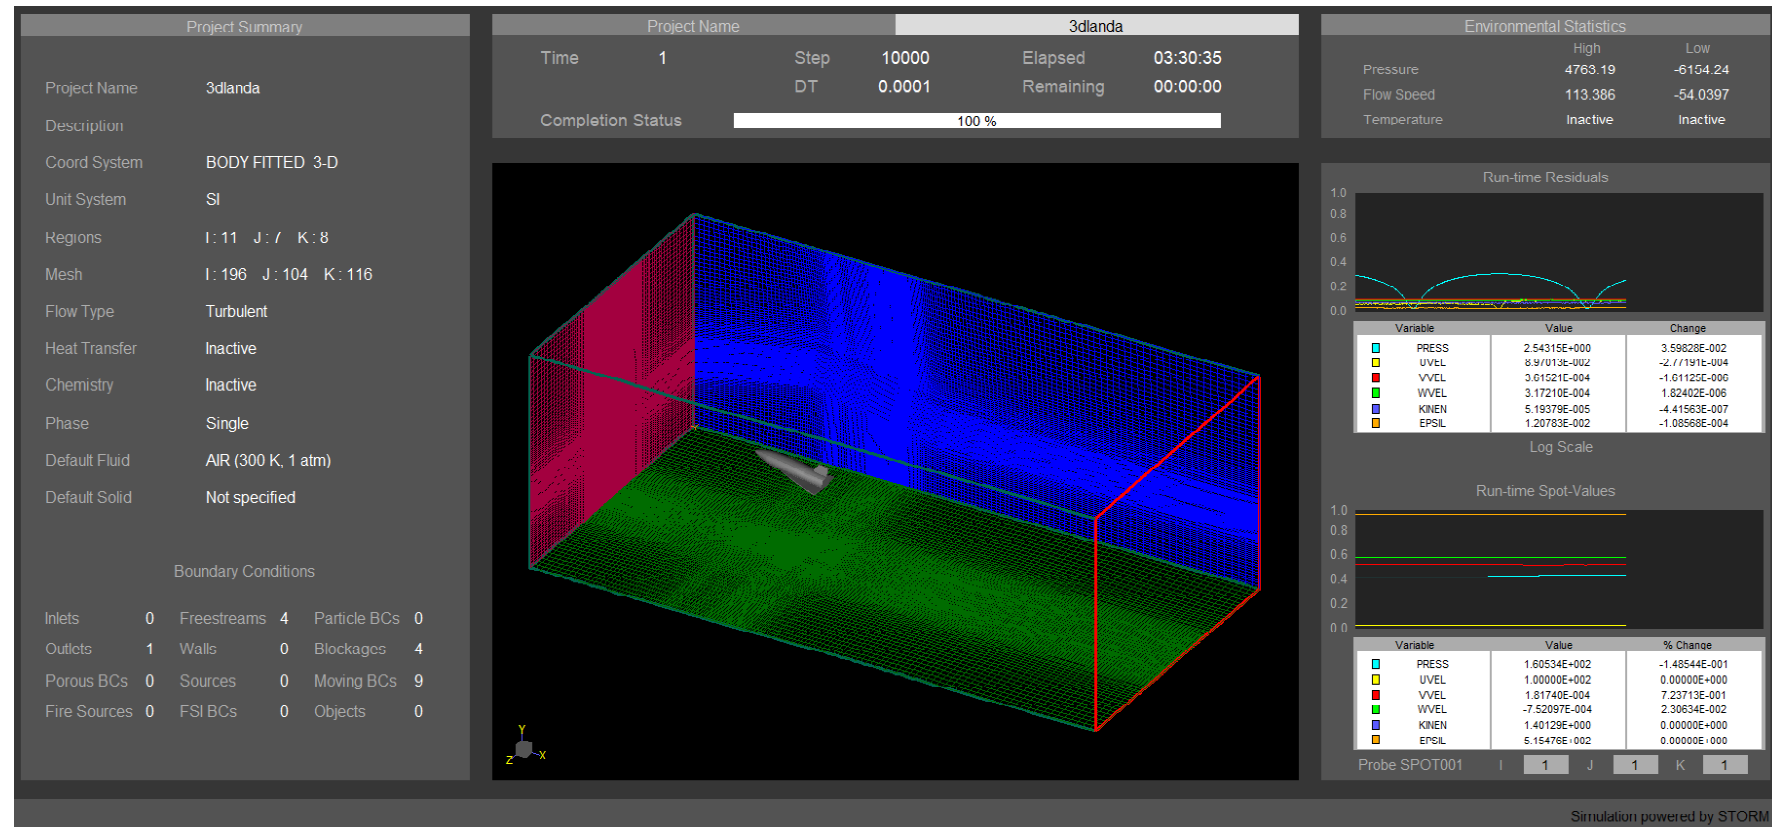 Project Summary
Project Name 3dlanda
Description
Coord System BODY FITTED 3-D
Unit System SI
Regions I : 11 J : 7 K : 8
Mesh I : 196 J : 104 K : 116
Flow Type Turbulent
Heat Transfer Inactive
Chemistry Inactive
Phase Single
Default Fluid AIR (300 K, 1 atm)
Default Solid Not specified
Boundary Conditions
Inlets 0 Freestreams 4 Particle BCs 0
Outlets 1 Walls 0 Blockages 4
Porous BCs 0 Sources 0 Moving BCs 9
Fire Sources 0 FSI BCs 0 Objects 0
Project Name 3dlanda
Time 1 Step 10000 Elapsed 03:30:35
DT 0.0001 Remaining 00:00:00
Completion Status 100 %
Y
Z X
Environmental Statistics
High Low
Pressure 4763.19 -6154.24
Flow Speed 113.386 -54.0397
Temperature Inactive Inactive
Run-time Residuals
1.0
0.8
0.6
0.4
0.2
0.0
Variable Value Change
PRESS 2.54315E+000 3.59828E-002
UVEL 8.97013E-002 -2.77191E-004
VVEL 3.61521E-004 -1.61125E-006
WVEL 3.17210E-004 1.82402E-006
KINEN 5.19379E-005 -4.41563E-007
EPSIL 1.20783E-002 -1.08568E-004
Log Scale
Run-time Spot-Values
1.0
0.8
0.6
0.4
0.2
0.0
Variable Value % Change
PRESS 1.60534E+002 -1.48544E-001
UVEL 1.00000E+002 0.00000E+000
VVEL 1.81740E-004 7.23713E-001
WVEL -7.52097E-004 2.30634E-002
KINEN 1.40129E+000 0.00000E+000
EPSIL 5.15476E+002 0.00000E+000
Probe SPOT001 I 1 J 1 K 1
Simulation powered by STORM